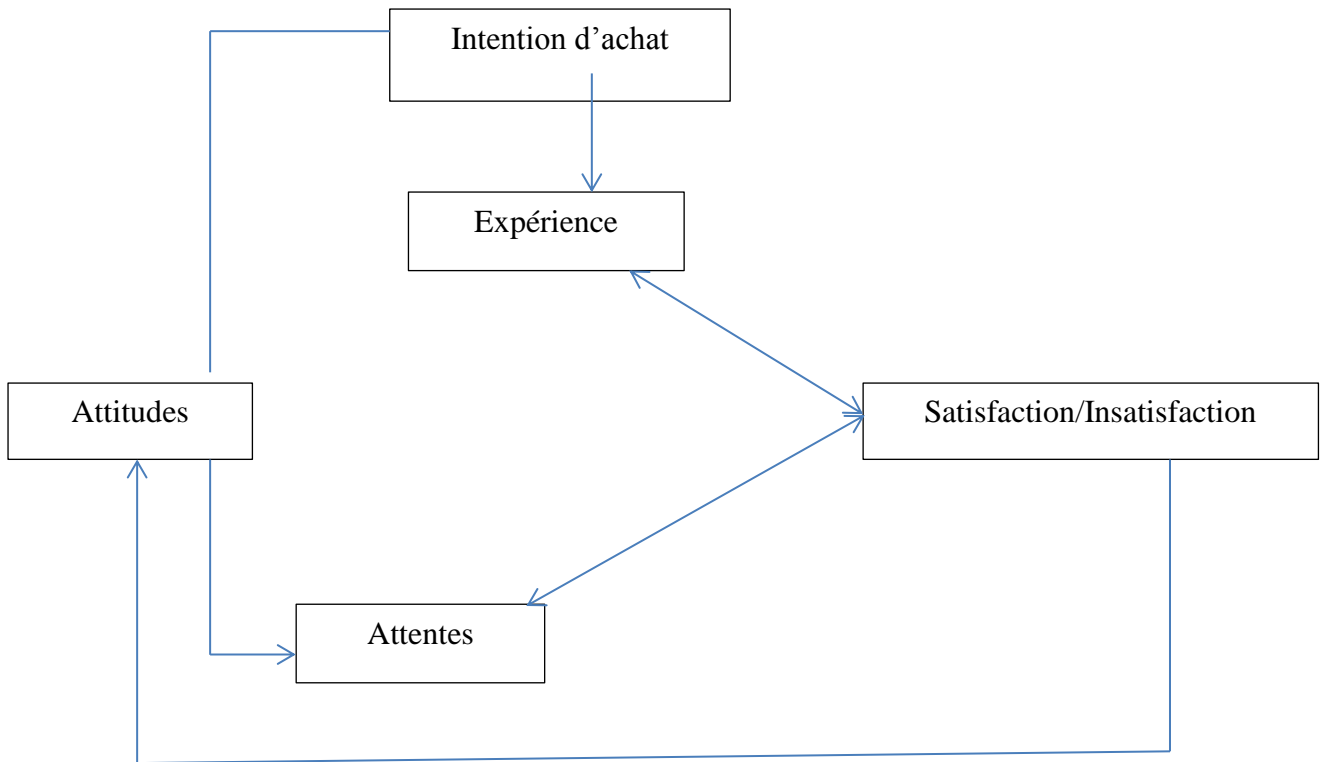 Intention d’achat
Expérience
Attitudes
Satisfaction/Insatisfaction
Attentes